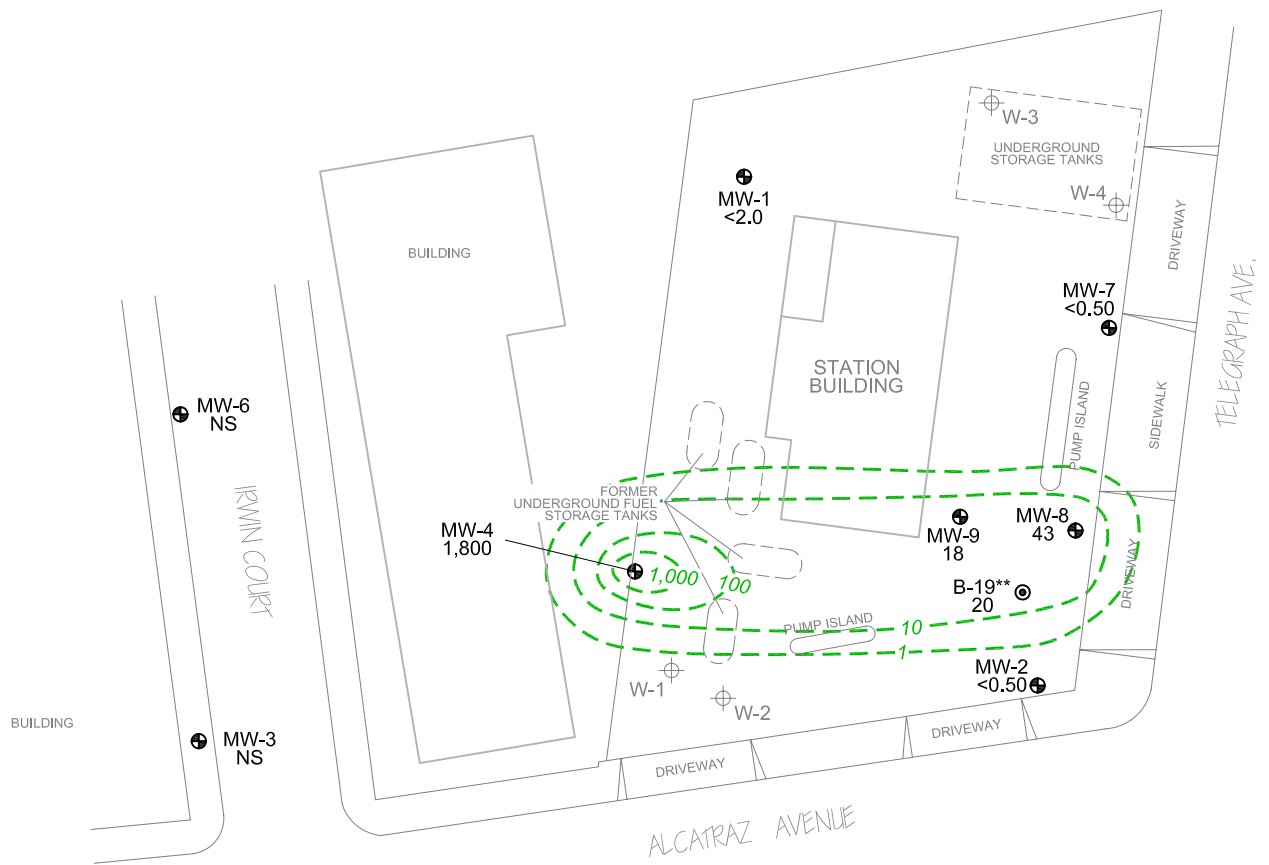 W-3
UNDERGROUND
STORAGE TANKS
W-4
MW-1
<2.0
BUILDING
DRIVEWAY
TELEGRAPH AVE.
MW-7
<0.50
STATION
BUILDING
PUMP ISLAND
SIDEWALK
MW-6
NS
IRWIN COURT
FORMER
UNDERGROUND FUEL
STORAGE TANKS
MW-4
1,800
MW-9
18
MW-8
43
1,000
100
B-19**
20
DRIVEWAY
PUMP ISLAND
10
1
MW-2
<0.50
W-1
W-2
BUILDING
MW-3
NS
DRIVEWAY
DRIVEWAY
ALCATRAZ AVENUE